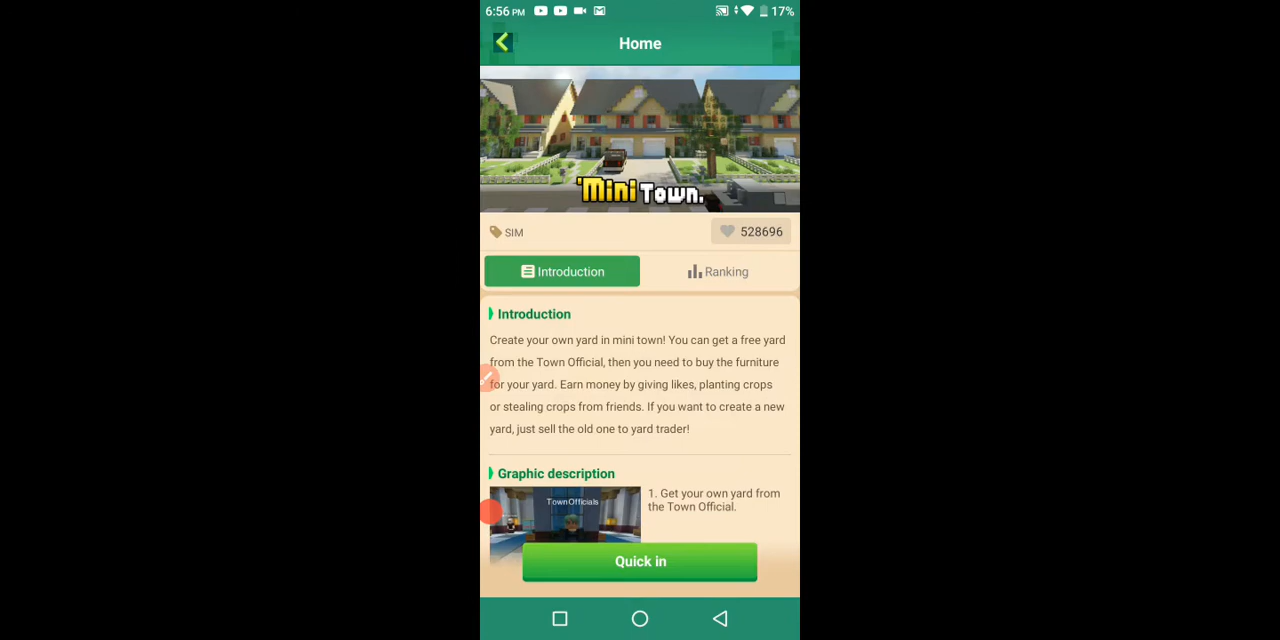 6:56 PM
17%
Home
Mini Town.
SIM
528696
Introduction
Ranking
Introduction
Create your own yard in mini town! You can get a free yard
from the Town Official, then you need to buy the furniture
for your yard. Earn money by giving likes, planting crops
or stealing crops from friends. If you want to create a new
yard, just sell the old one to yard trader!
Graphic description
TownOfficials
1. Get your own yard from
the Town Official.
Quick in